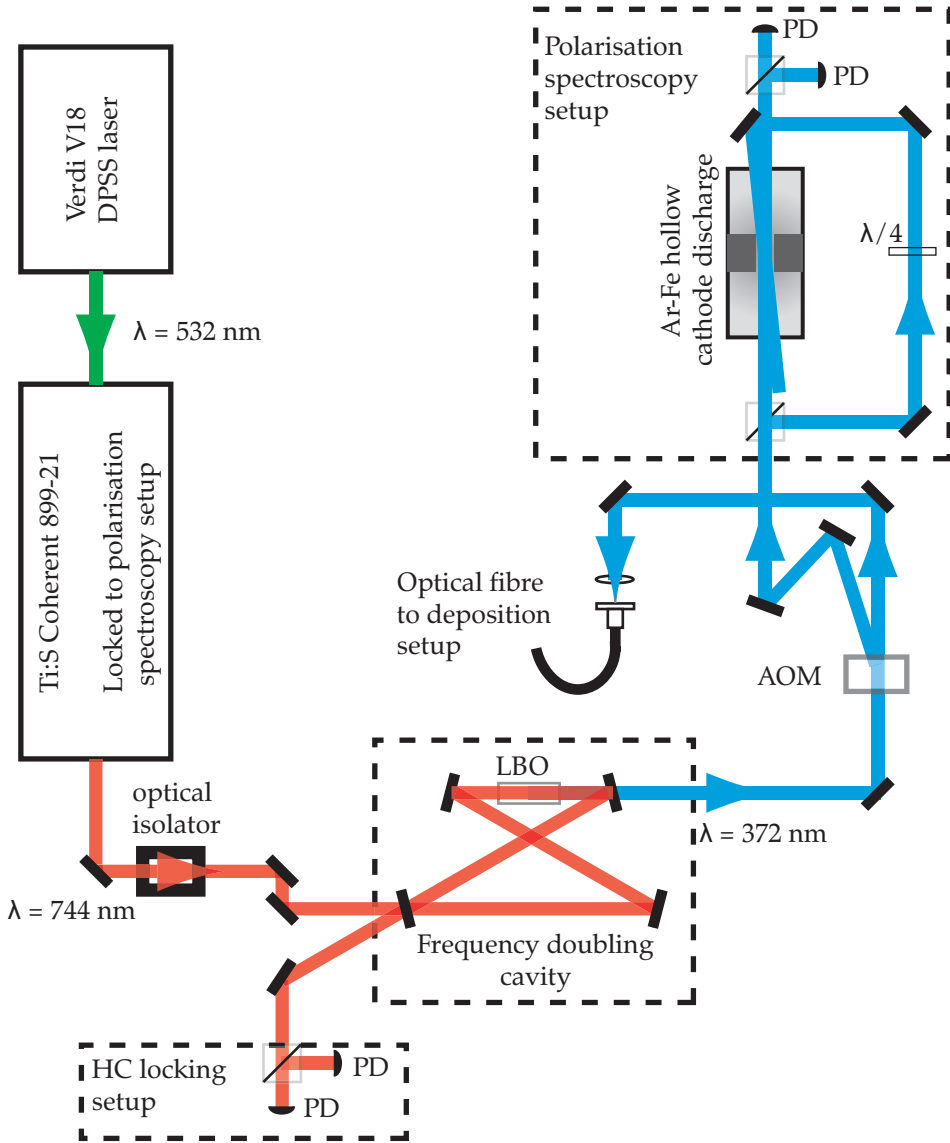 Verdi V18
DPSS laser
λ = 532 nm
Ti:S Coherent 899-21
Locked to polarisation
spectroscopy setup
optical
isolator
λ = 744 nm
HC locking
setup
PD
PD
LBO
Frequency doubling
cavity
λ = 372 nm
AOM
Optical fibre
to deposition
setup
Polarisation
spectroscopy
setup
PD
PD
Ar-Fe hollow
cathode discharge
λ/4